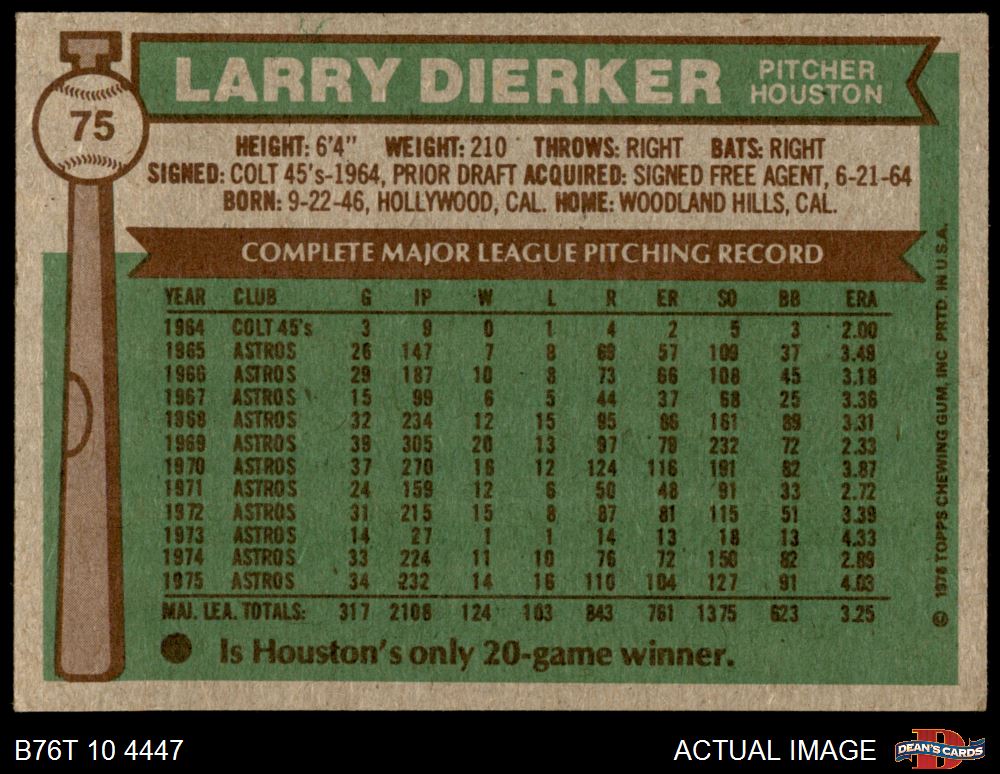 LARRY DIERKER
PITCHER
HOUSTON
75
HEIGHT: 6'4" WEIGHT: 210 THROWS: RIGHT BATS: RIGHT
SIGNED: COLT 45's-1964, PRIOR DRAFT ACQUIRED: SIGNED FREE AGENT, 6-21-64
BORN: 9-22-46, HOLLYWOOD, CAL. HOME: WOODLAND HILLS, CAL.
COMPLETE MAJOR LEAGUE PITCHING RECORD
YEAR CLUB G IP W L R ER SO BB ERA
1964 COLT 45's 3 9 0 1 4 2 5 3 2.00
1965 ASTROS 26 147 7 8 69 57 109 37 3.49
1966 ASTROS 29 187 10 8 73 66 108 45 3.18
1967 ASTROS 15 99 6 5 44 37 68 25 3.36
1968 ASTROS 32 234 12 15 95 86 161 89 3.31
1969 ASTROS 39 305 20 13 97 79 232 72 2.33
1970 ASTROS 37 270 16 12 124 116 191 82 3.87
1971 ASTROS 24 159 12 6 50 48 91 33 2.72
1972 ASTROS 31 215 15 8 87 81 115 51 3.39
1973 ASTROS 14 27 1 1 14 13 18 13 4.33
1974 ASTROS 33 224 11 10 76 72 150 82 2.89
1975 ASTROS 34 232 14 16 110 104 127 91 4.03
MAJ. LEA. TOTALS: 317 2108 124 103 843 761 1375 623 3.25
Is Houston's only 20-game winner.
© 1976 TOPPS CHEWING GUM, INC. PRTD. IN U.S.A.
B76T 10 4447
ACTUAL IMAGE
D
DEAN'S CARDS